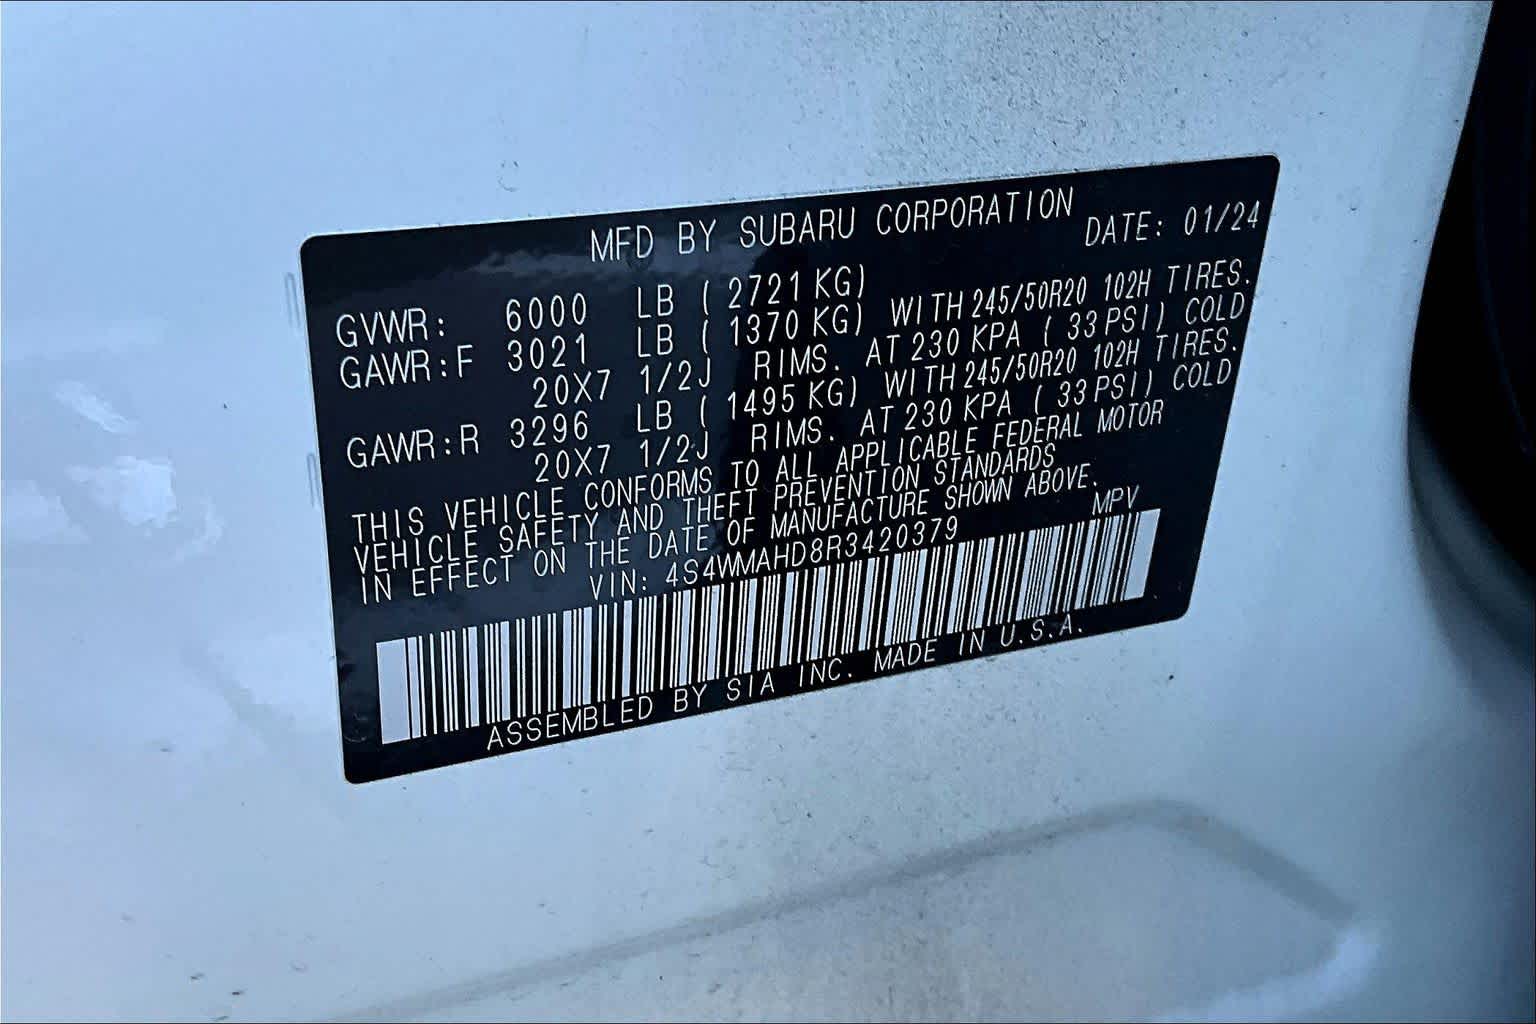 MFD BY SUBARU CORPORATION
DATE: 01/24
GVWR: 6000 LB ( 2721 KG)
GAWR:F 3021 LB ( 1370 KG) WITH 245/50R20 102H TIRES.
20X7 1/2J RIMS. AT 230 KPA ( 33 PSI) COLD
GAWR:R 3296 LB ( 1495 KG) WITH 245/50R20 102H TIRES.
20X7 1/2J RIMS. AT 230 KPA ( 33 PSI) COLD
THIS VEHICLE CONFORMS TO ALL APPLICABLE FEDERAL MOTOR
VEHICLE SAFETY AND THEFT PREVENTION STANDARDS
IN EFFECT ON THE DATE OF MANUFACTURE SHOWN ABOVE.
VIN: 4S4WMAHD8R3420379 MPV
ASSEMBLED BY SIA INC. MADE IN U.S.A.